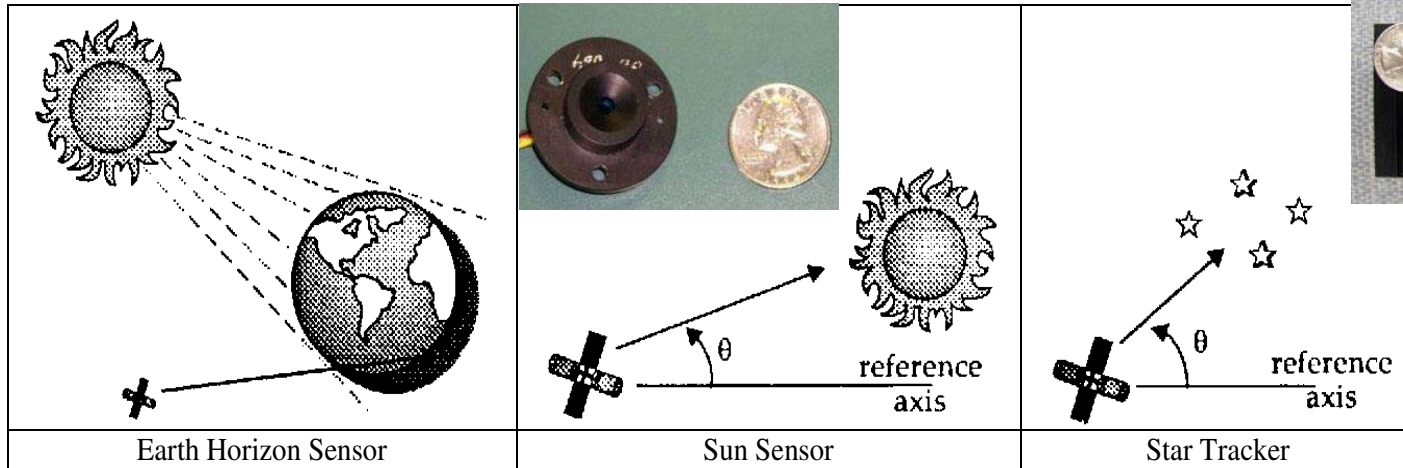 θ
reference
axis
θ
reference
axis
Earth Horizon Sensor
Sun Sensor
Star Tracker